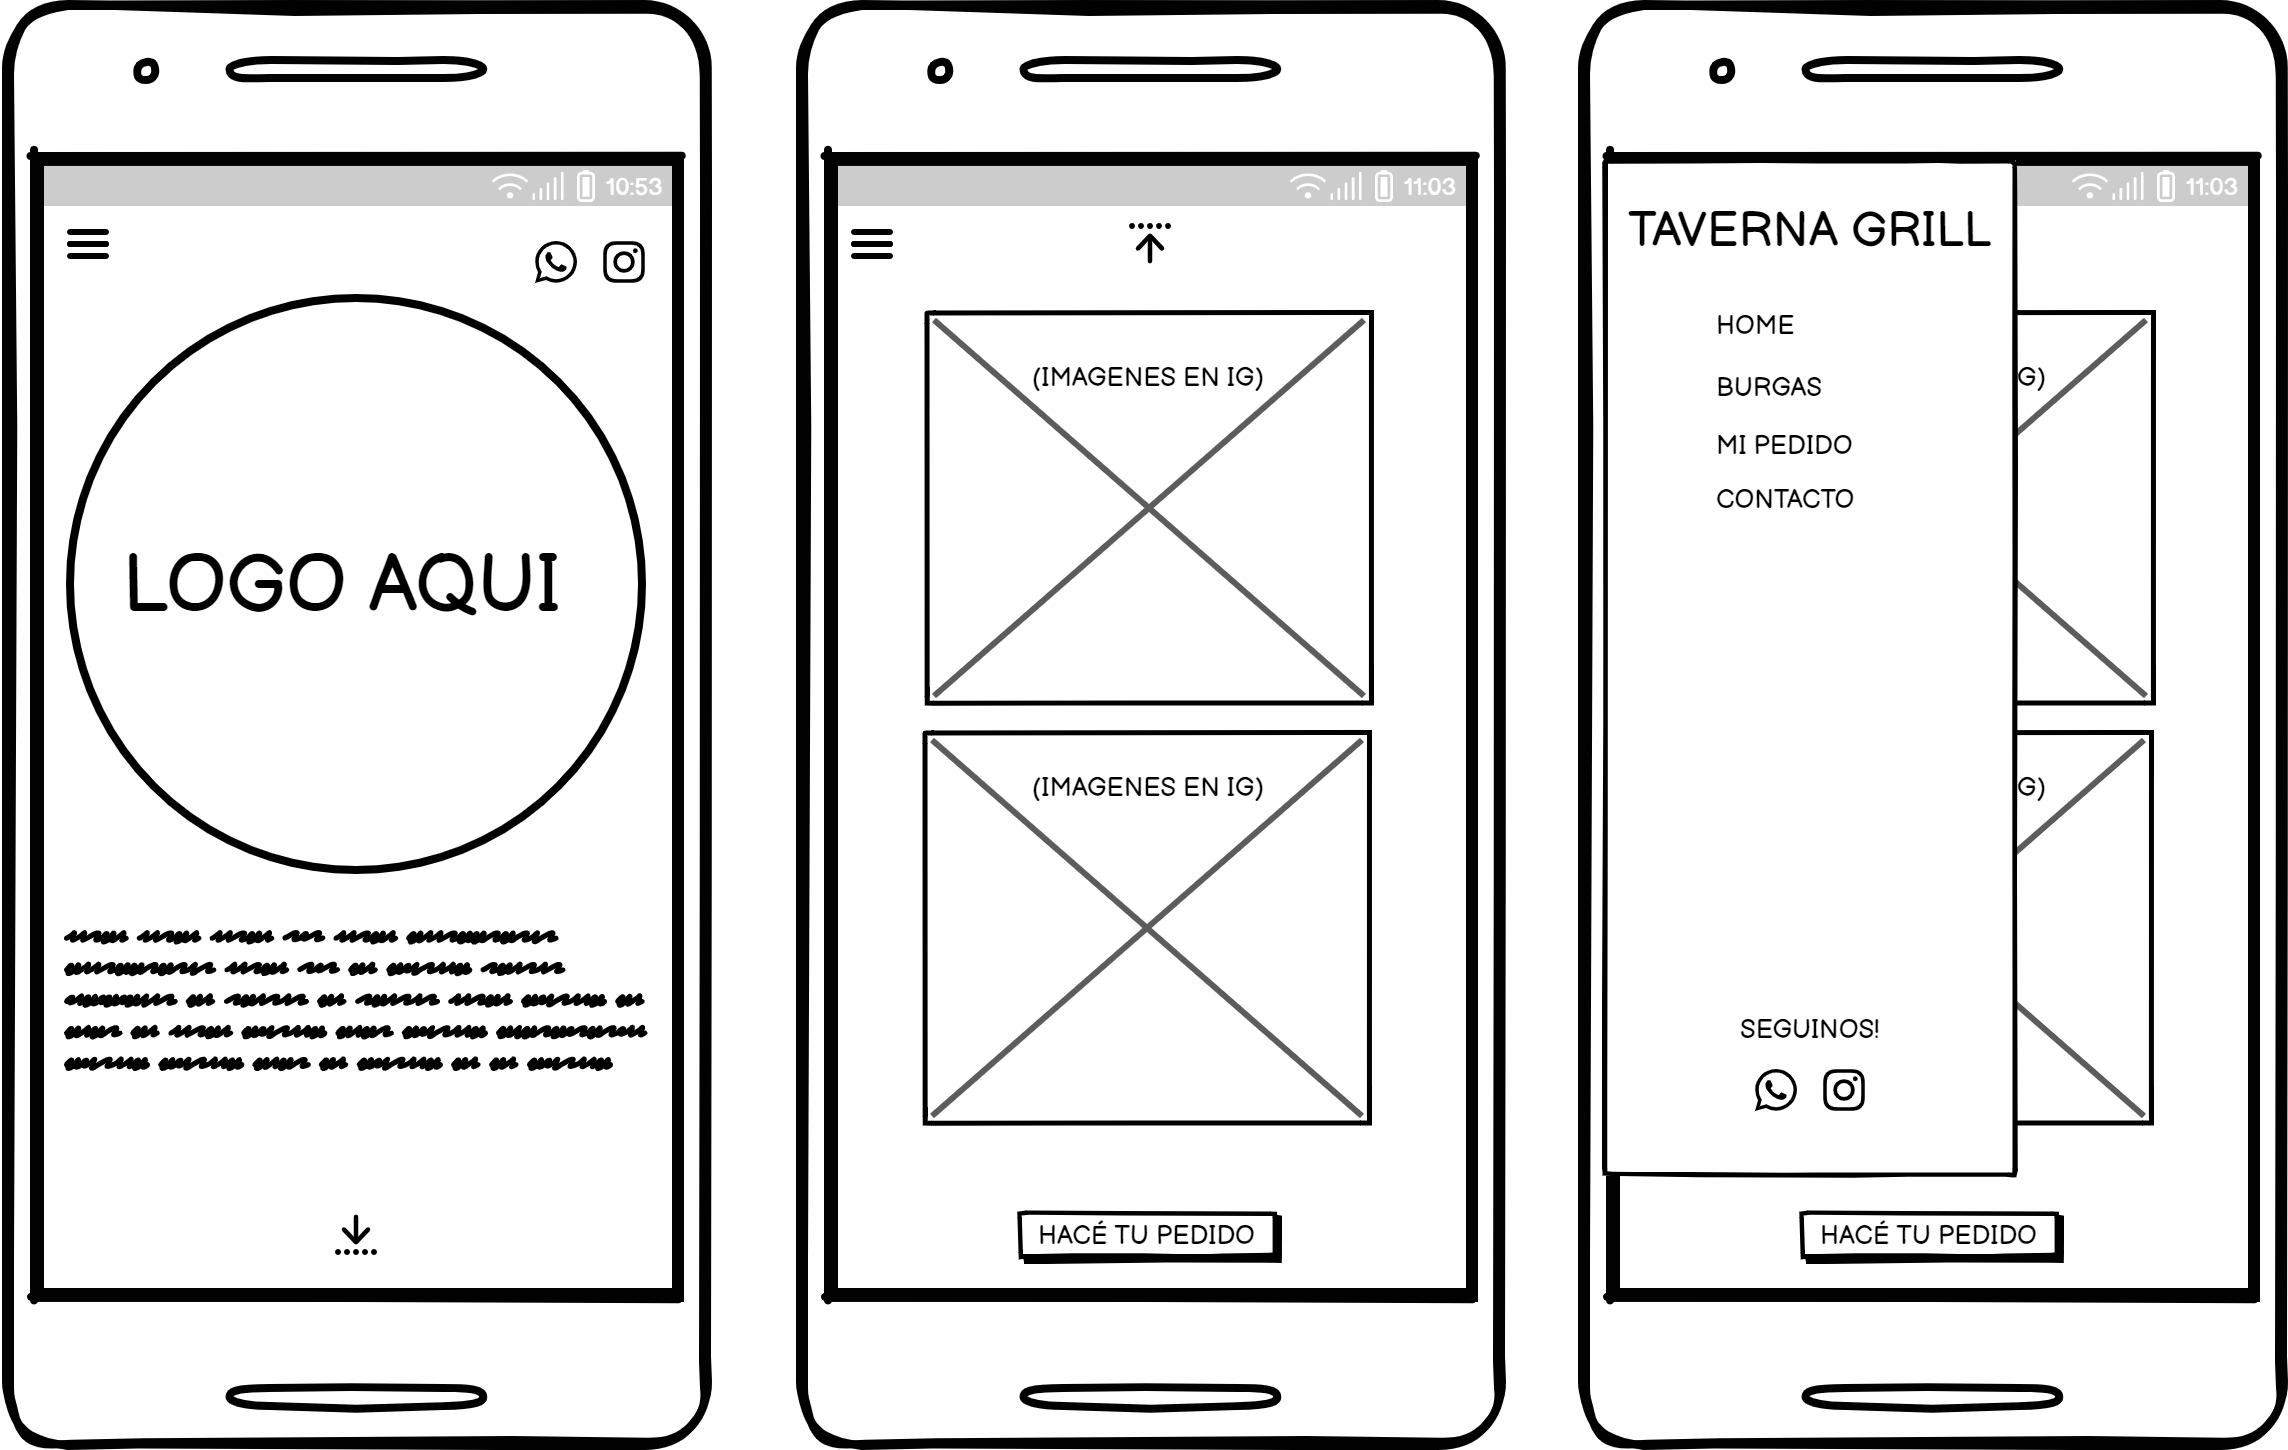 10:53
LOGO AQUI
11:03
(IMAGENES EN IG)
(IMAGENES EN IG)
HACÉ TU PEDIDO
11:03
TAVERNA GRILL
HOME
G)
BURGAS
MI PEDIDO
CONTACTO
G)
SEGUINOS!
HACÉ TU PEDIDO